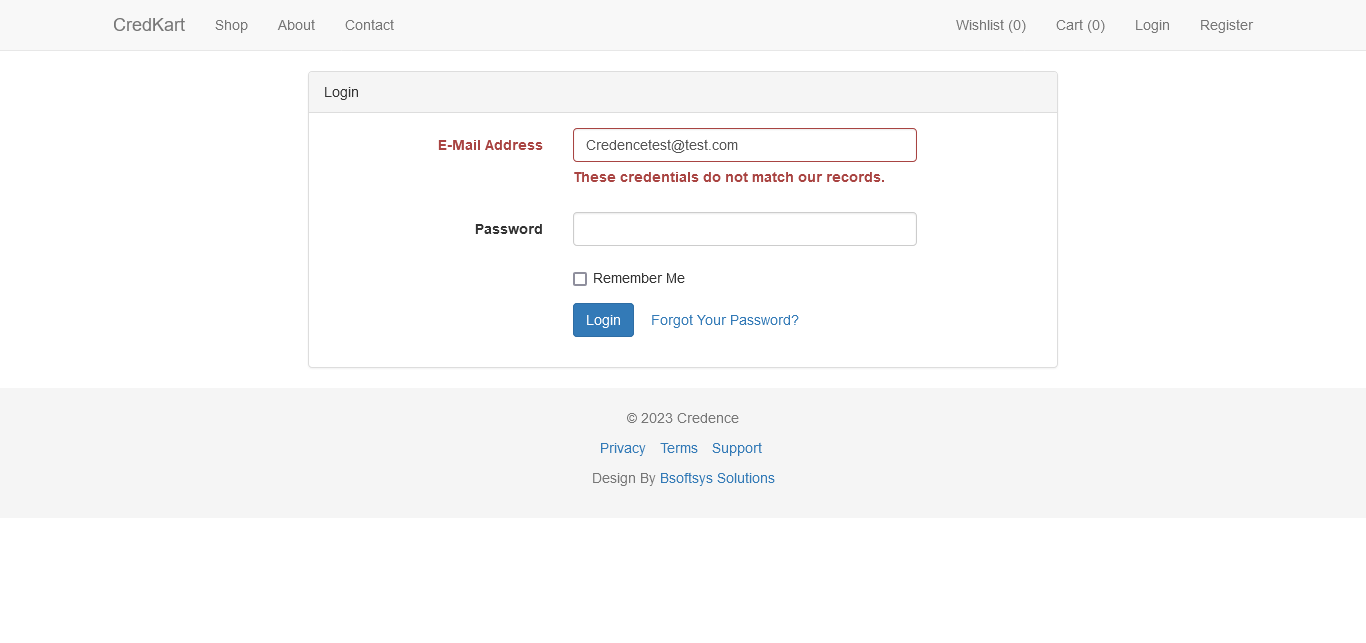 CredKart Shop About Contact Wishlist (0) Cart (0) Login Register
Login
E-Mail Address Credencetest@test.com
These credentials do not match our records.
Password
Remember Me
Login Forgot Your Password?
© 2023 Credence
Privacy Terms Support
Design By Bsoftsys Solutions